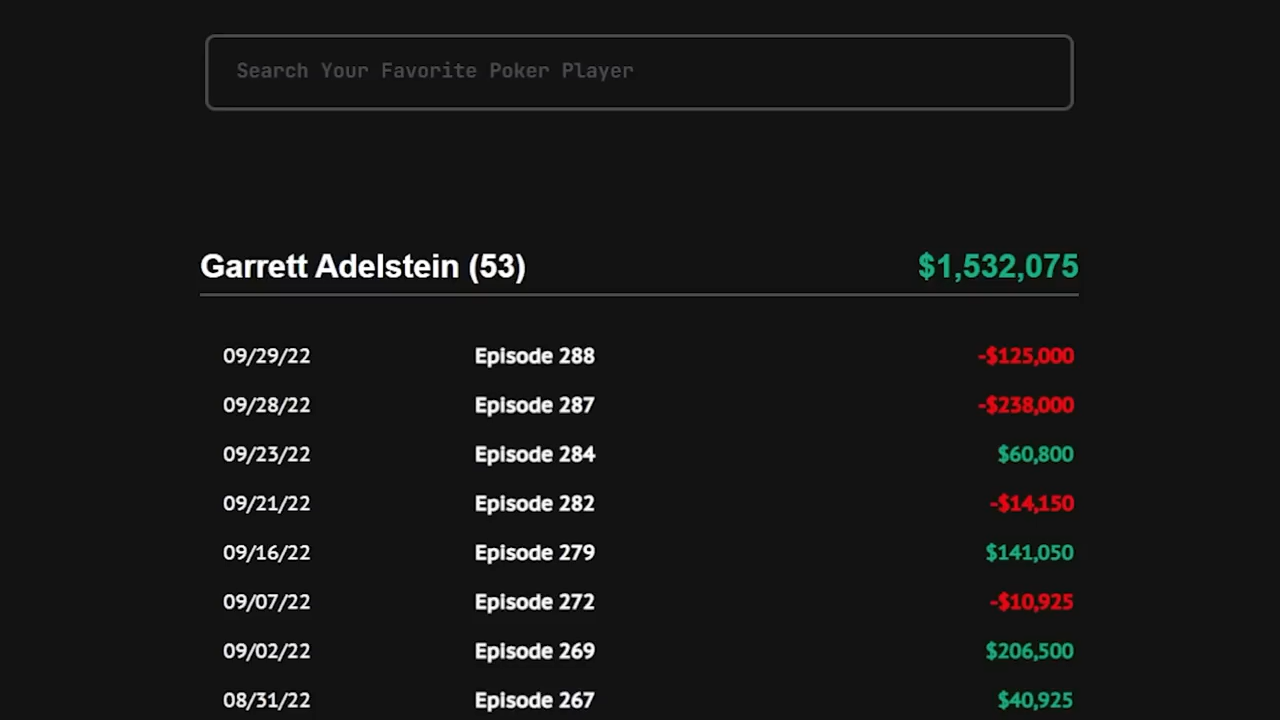 Search Your Favorite Poker Player
Garrett Adelstein (53) $1,532,075
09/29/22 Episode 288 -$125,000
09/28/22 Episode 287 -$238,000
09/23/22 Episode 284 $60,800
09/21/22 Episode 282 -$14,150
09/16/22 Episode 279 $141,050
09/07/22 Episode 272 -$10,925
09/02/22 Episode 269 $206,500
08/31/22 Episode 267 $40,925